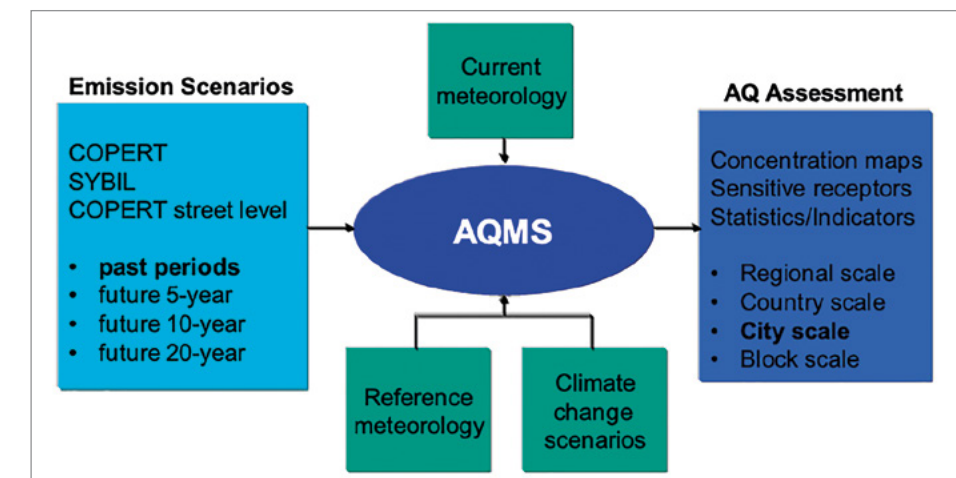 Emission Scenarios
COPERT
SYBIL
COPERT street level
• past periods
• future 5-year
• future 10-year
• future 20-year
Current
meteorology
AQMS
Reference
meteorology
Climate
change
scenarios
AQ Assessment
Concentration maps
Sensitive receptors
Statistics/Indicators
• Regional scale
• Country scale
• City scale
• Block scale